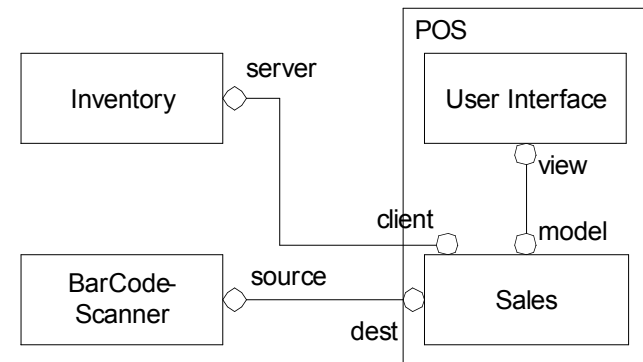 POS
server
Inventory
User Interface
view
client
model
BarCode-
Scanner
source
Sales
dest